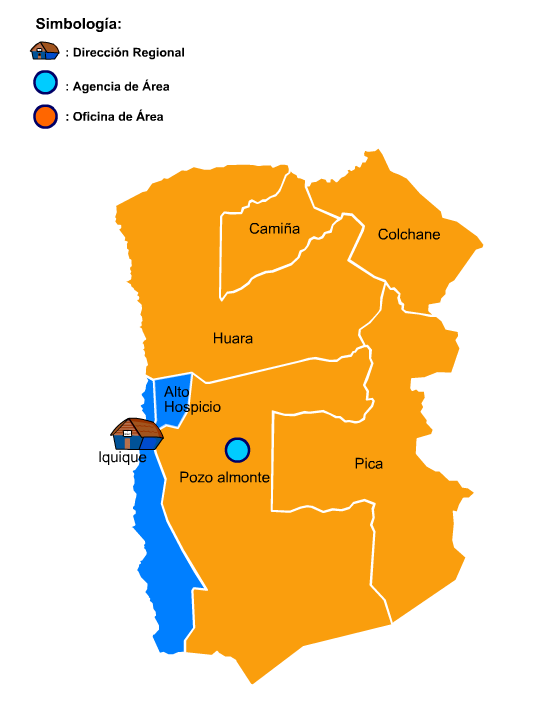 Simbología:
: Dirección Regional
: Agencia de Área
: Oficina de Área
Camiña
Colchane
Huara
Alto
Hospicio
Iquique
Pica
Pozo almonte